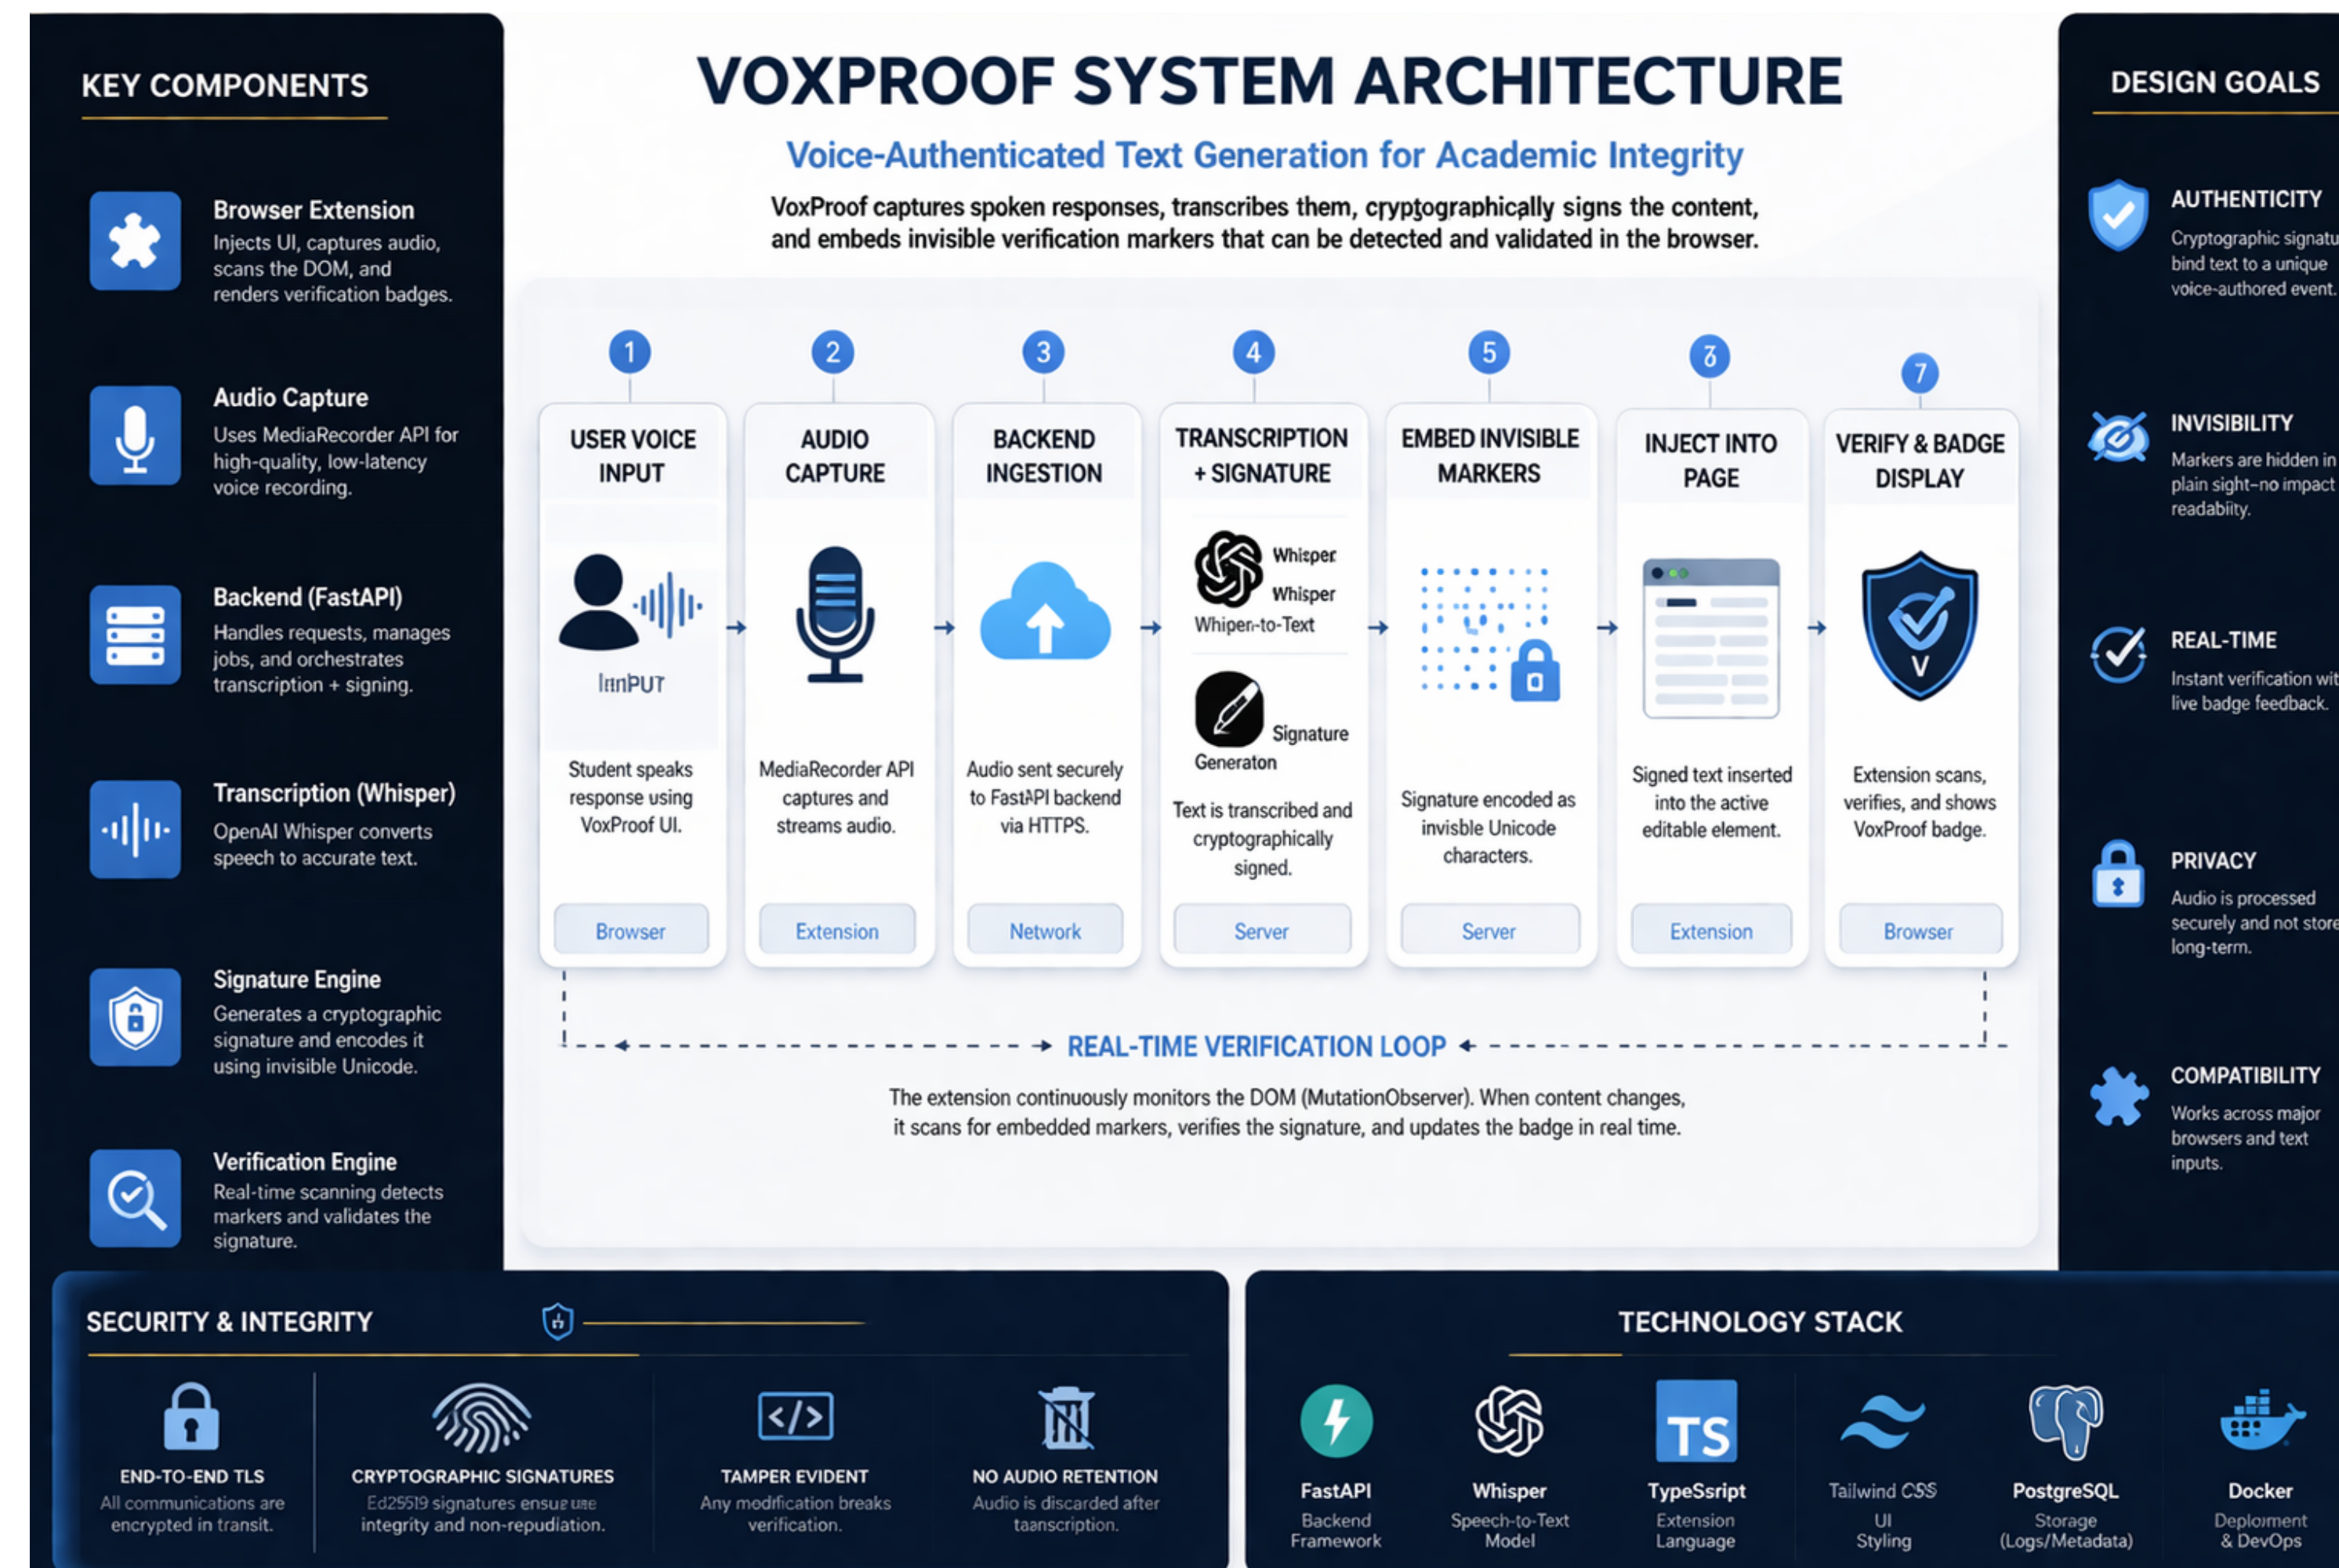 KEY COMPONENTS
Browser Extension
Injects UI, captures audio,
scans the DOM, and
renders verification badges.
Audio Capture
Uses MediaRecorder API for
high-quality, low-latency
voice recording.
Backend (FastAPI)
Handles requests, manages
jobs, and orchestrates
transcription + signing.
Transcription (Whisper)
OpenAI Whisper converts
speech to accurate text.
Signature Engine
Generates a cryptographic
signature and encodes it
using invisible Unicode.
Verification Engine
Real-time scanning detects
markers and validates the
signature.
VOXPROOF SYSTEM ARCHITECTURE
Voice-Authenticated Text Generation for Academic Integrity
VoxProof captures spoken responses, transcribes them, cryptographically signs the content,
and embeds invisible verification markers that can be detected and validated in the browser.
1
USER VOICE
INPUT
Student speaks
response using
VoxProof UI.
Browser
2
AUDIO
CAPTURE
MediaRecorder API
captures and
streams audio.
Extension
3
BACKEND
INGESTION
Audio sent securely
to FastAPI backend
via HTTPS.
Network
4
TRANSCRIPTION
+ SIGNATURE
Whisper
Whisper
Whiper-to-Text
Signature
Generaton
Text is transcribed and
cryptographically
signed.
Server
5
EMBED INVISIBLE
MARKERS
Signature encoded as
invisble Unicode
characters.
Server
INJECT INTO
PAGE
Signed text inserted
into the active
editable element.
Extension
7
VERIFY & BADGE
DISPLAY
V
Extension scans,
verifies, and shows
VoxProof badge.
Browser
REAL-TIME VERIFICATION LOOP
The extension continuously monitors the DOM (MutationObserver). When content changes,
it scans for embedded markers, verifies the signature, and updates the badge in real time.
DESIGN GOALS
AUTHENTICITY
Cryptographic signatu
bind text to a unique
voice-authored event.
INVISIBILITY
Markers are hidden in
plain sight–no impact
readabiity.
REAL-TIME
Instant verification wit
live badge feedback.
PRIVACY
Audio is processed
securely and not store
long-term.
COMPATIBILITY
Works across major
browsers and text
inputs.
SECURITY & INTEGRITY
END-TO-END TLS
All communications are
encrypted in transit.
CRYPTOGRAPHIC SIGNATURES
signatures
integrity and non-repudiation.
TAMPER EVIDENT
Any modification breaks
verification.
NO AUDIO RETENTION
Audio is discarded after
taanscription.
TECHNOLOGY STACK
FastAPI
Backend
Framework
Whisper
Speech-to-Text
Model
TS
TypeSsript
Extension
Language
Tailwind CSS
UI
Styling
PostgreSQL
Storage
(Logs/Metadata)
Docker
Deployment
& DevOps